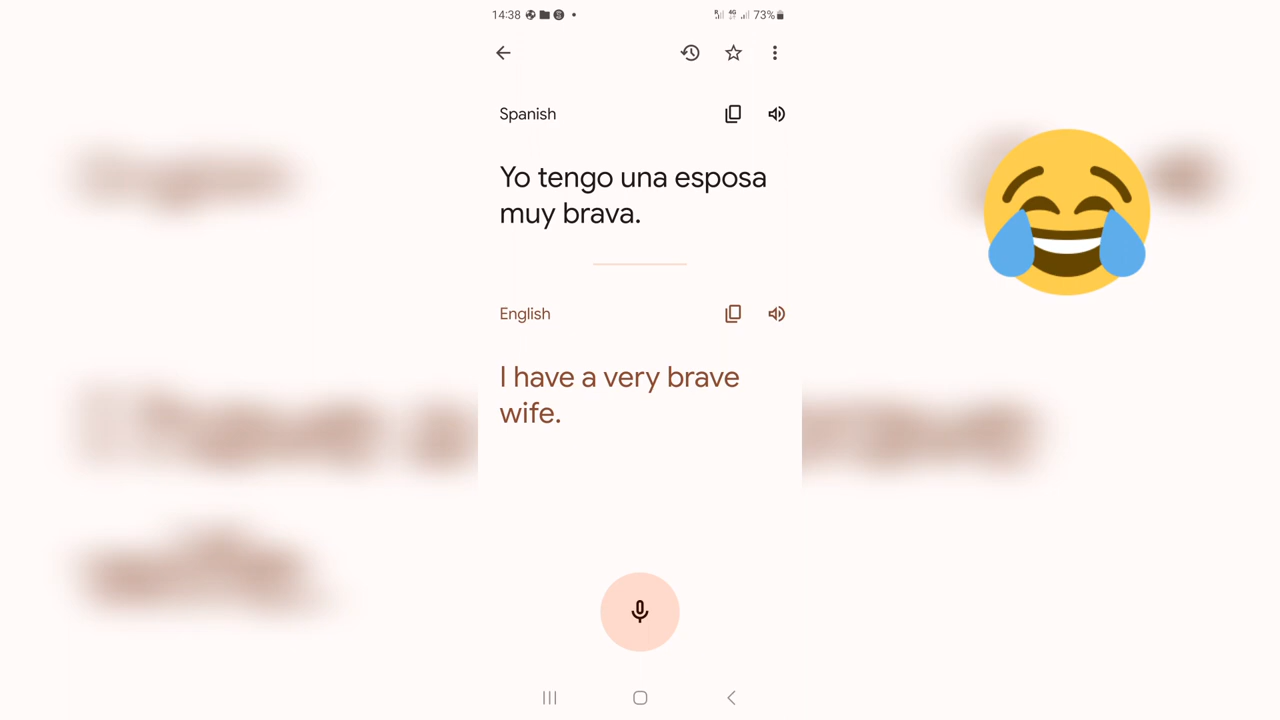 14:38 73%
Spanish
Yo tengo una esposa
muy brava.
English
I have a very brave
wife.